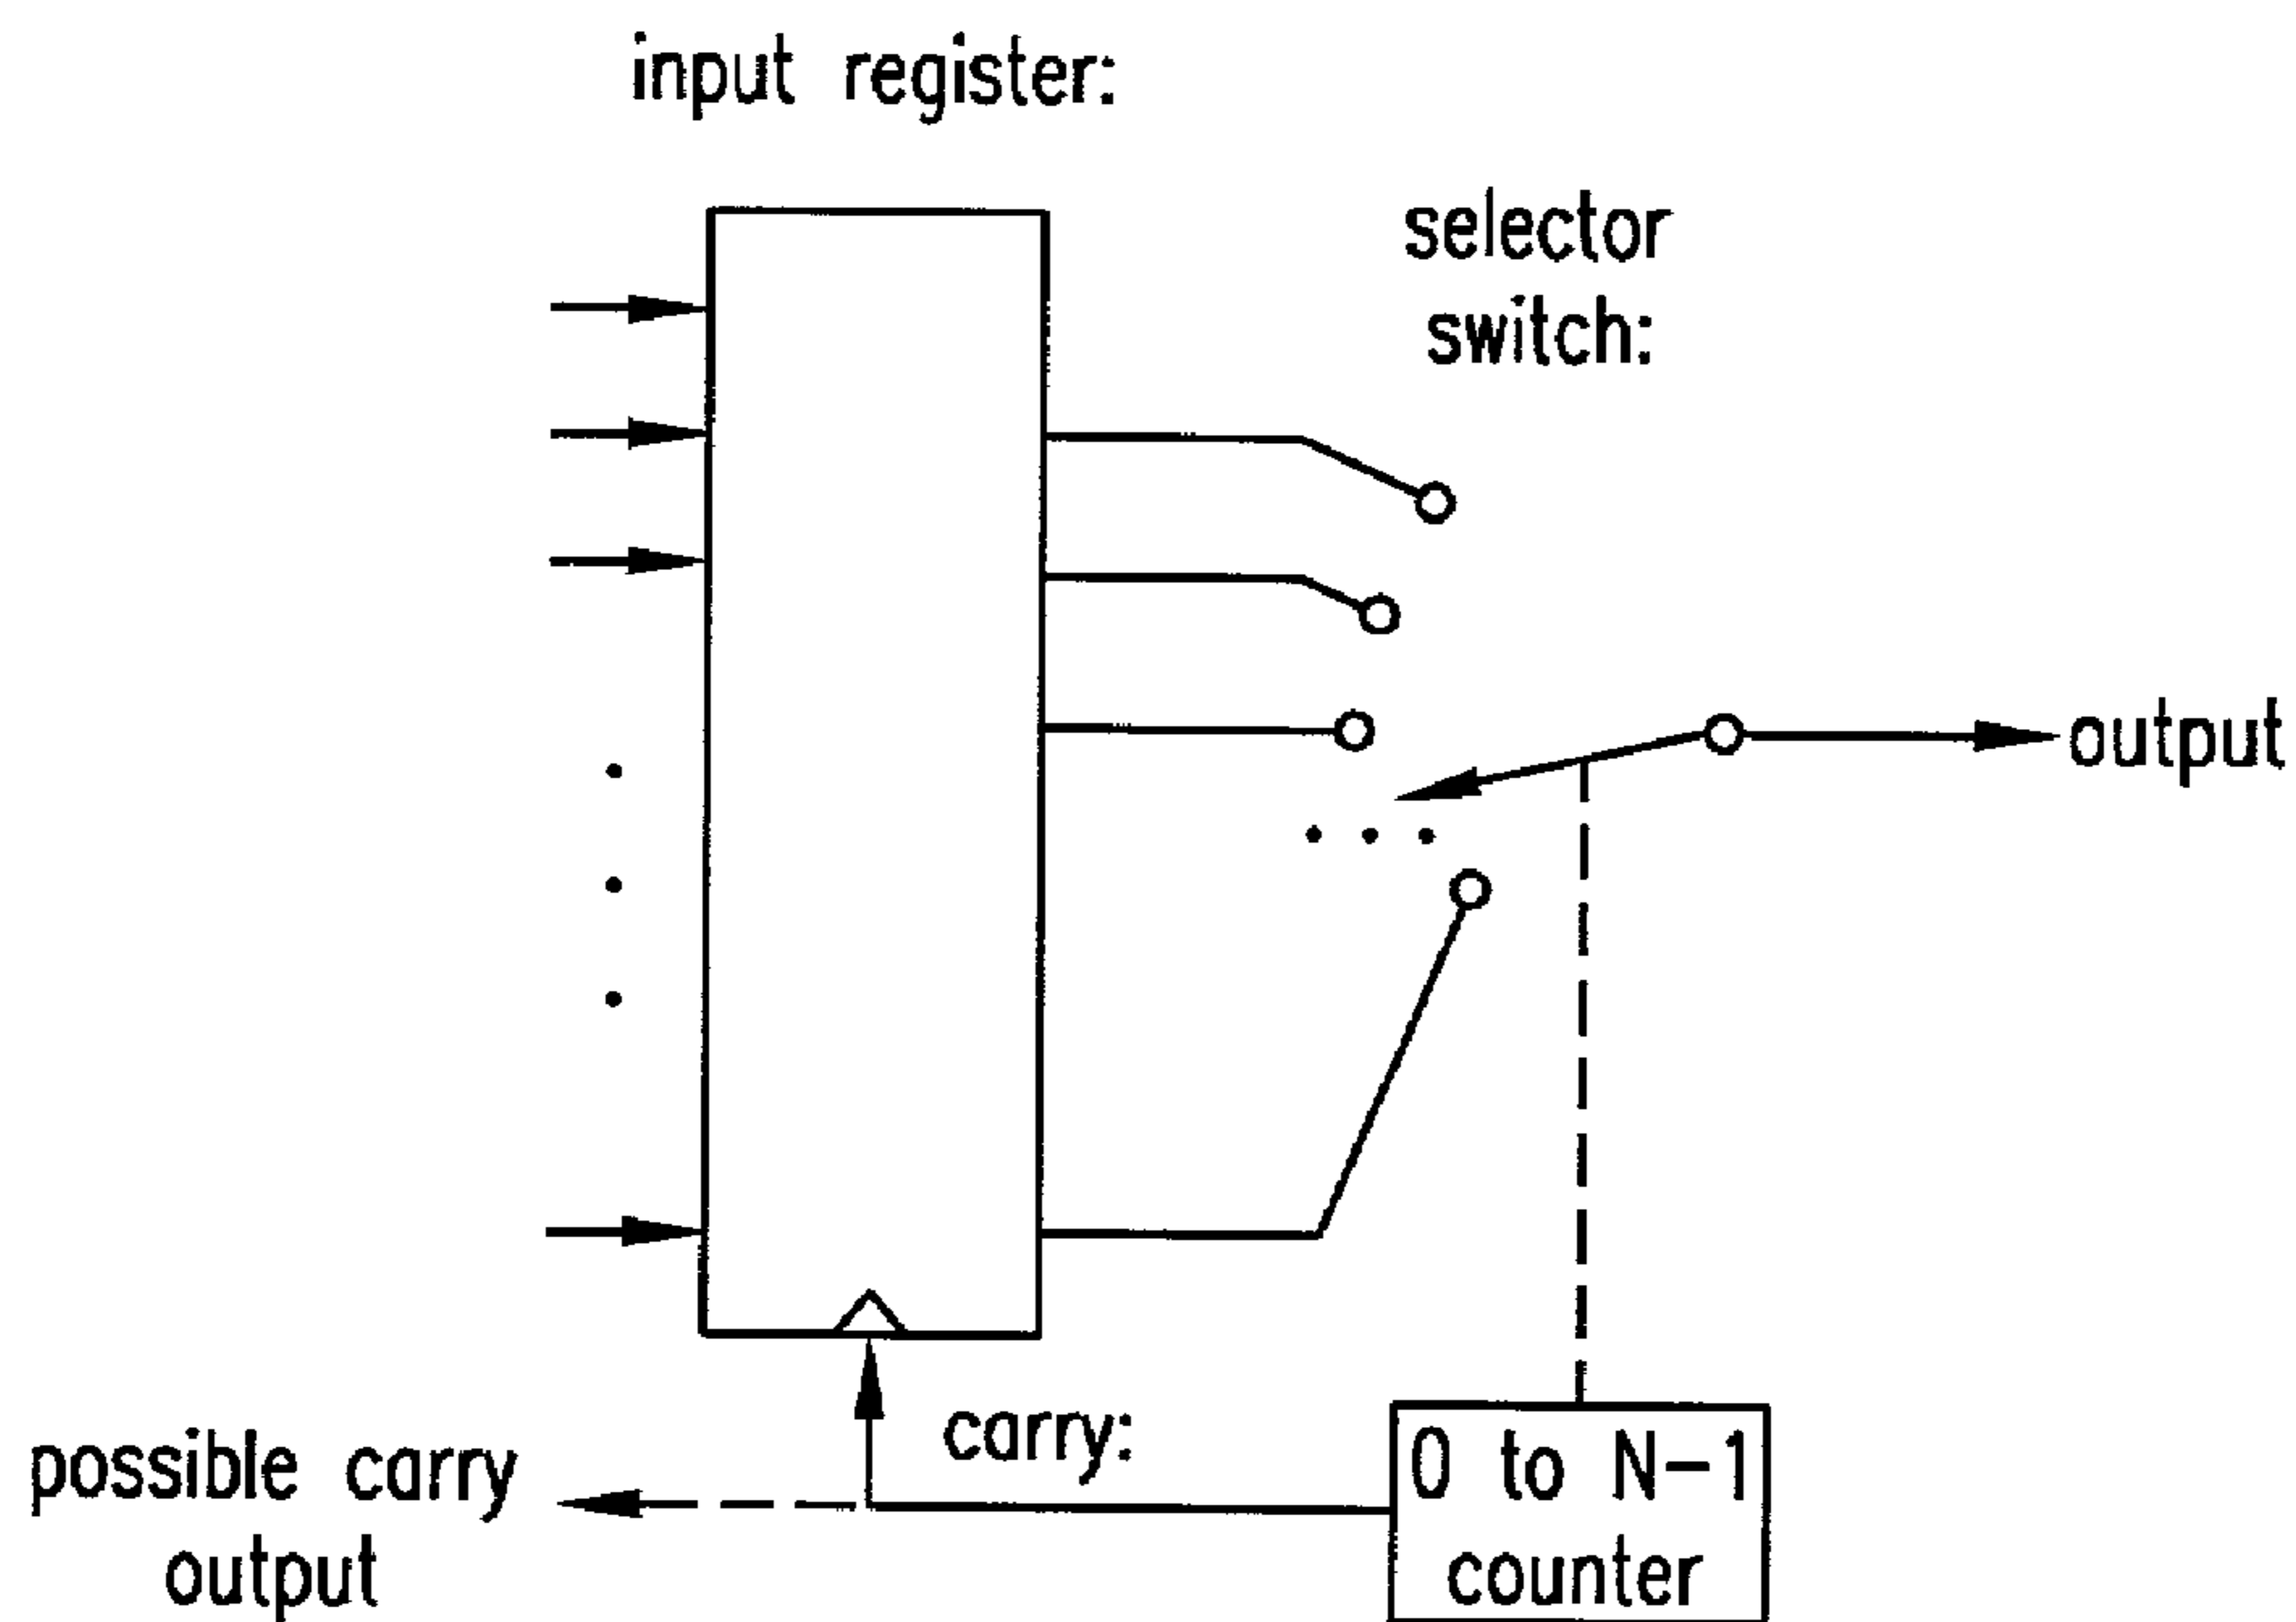 input register:
selector
switch:
output
carry:
possible carry
output
0 to N-1
counter